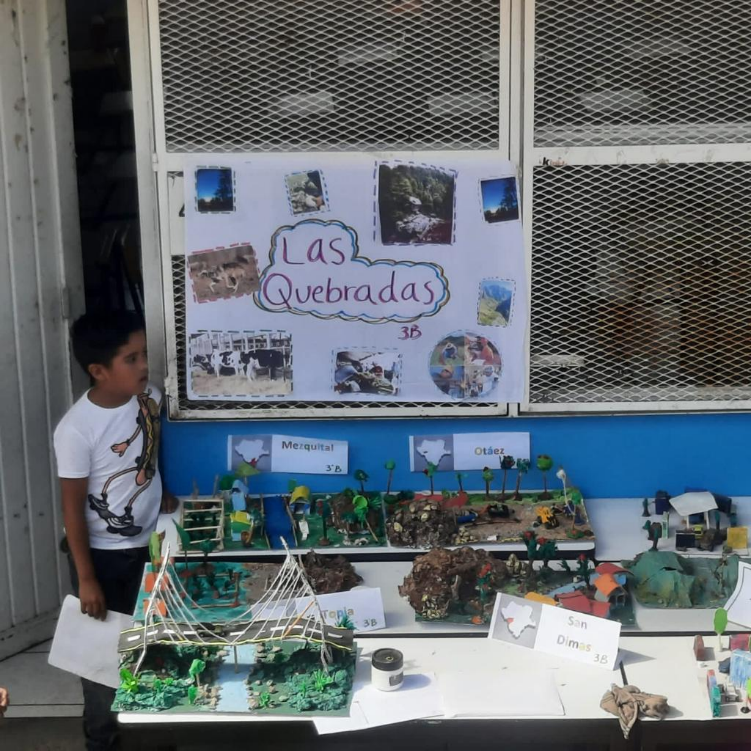 Las
Quebradas
3B
Mezquital
3°B
Otáez
Topia
3B
San
Dimas
3B